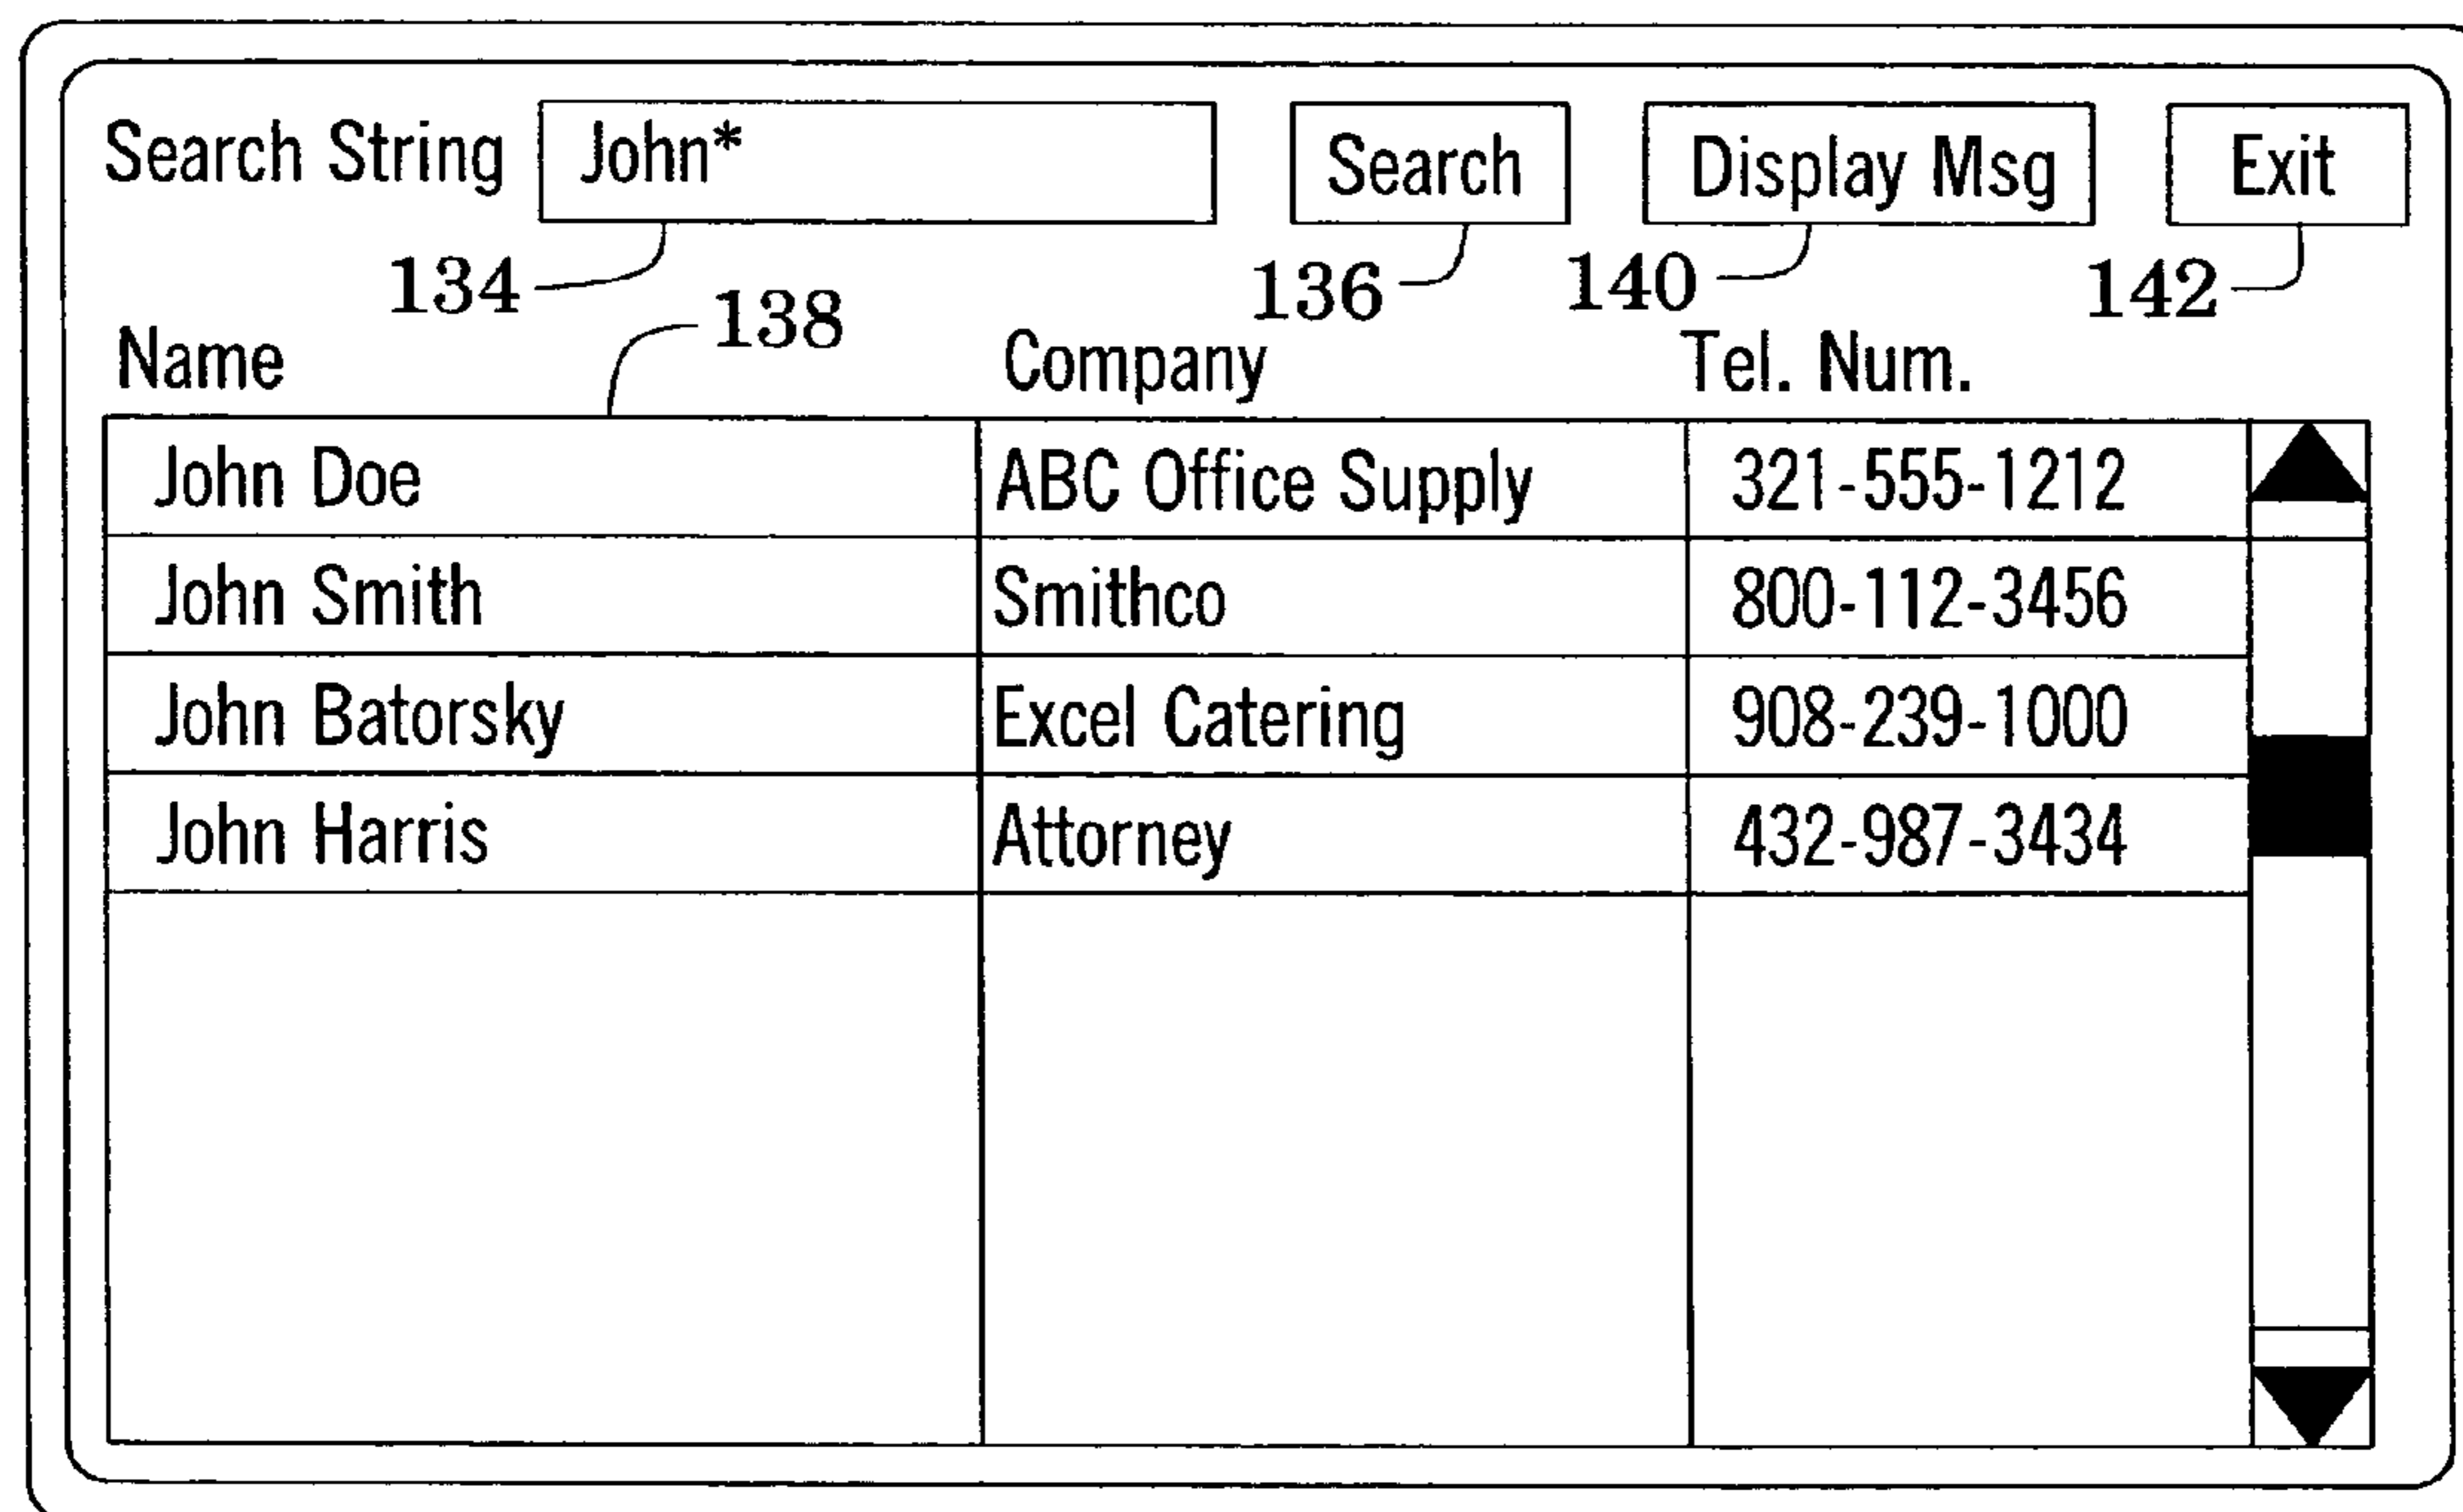 Search String John* Search Display Msg Exit
134 136 140 142
138
Name Company Tel. Num.
John Doe ABC Office Supply 321-555-1212
John Smith Smithco 800-112-3456
John Batorsky Excel Catering 908-239-1000
John Harris Attorney 432-987-3434